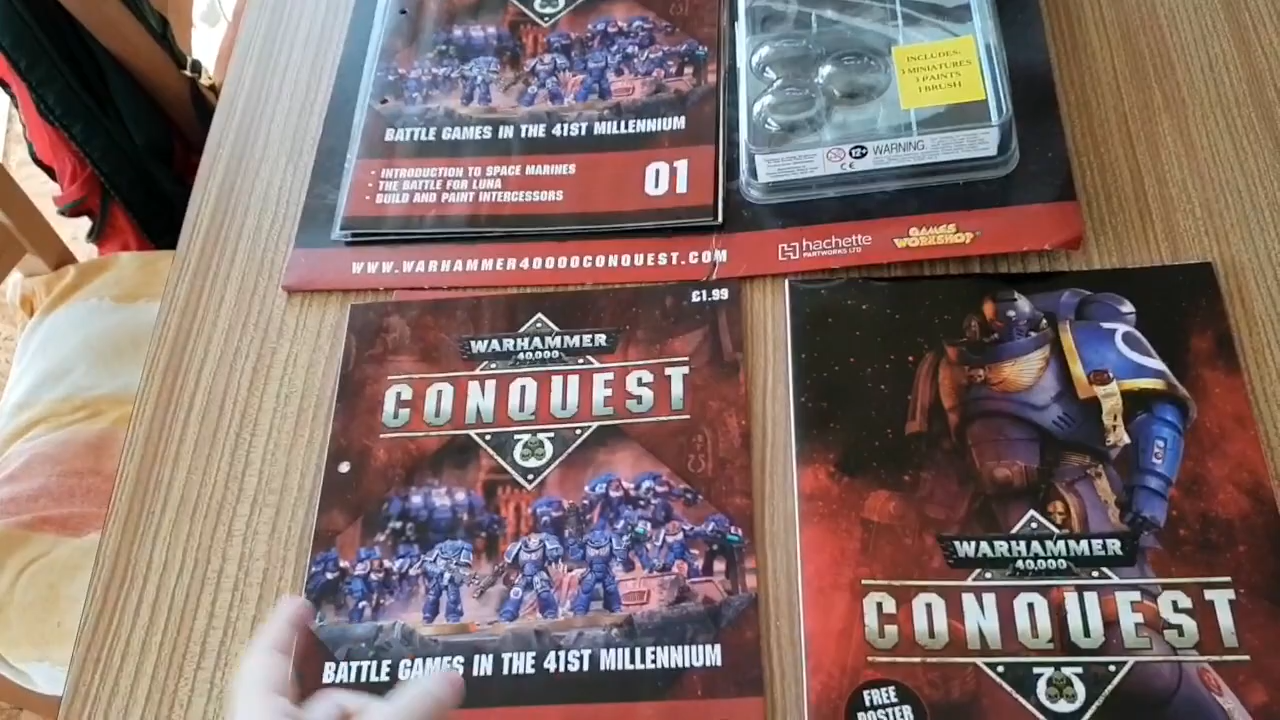 BATTLE GAMES IN THE 41ST MILLENNIUM
• INTRODUCTION TO SPACE MARINES
• THE BATTLE FOR LUNA
• BUILD AND PAINT INTERCESSORS
01
INCLUDES:
3 MINIATURES
3 PAINTS
1 BRUSH
12+
WARNING.
CE
WWW.WARHAMMER40000CONQUEST.COM
hachette
PARTWORKS LTD
GAMES
WORKSHOP
£1.99
WARHAMMER
40,000
CONQUEST
BATTLE GAMES IN THE 41ST MILLENNIUM
WARHAMMER
40,000
CONQUEST
FREE
POSTER